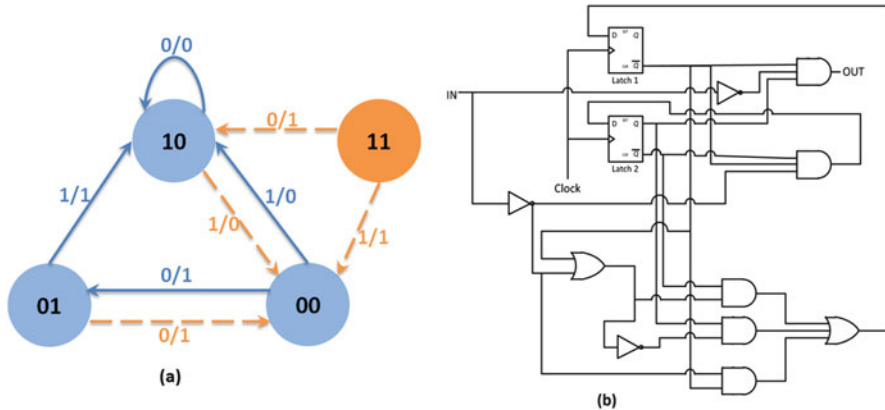 0/0
10
0/1
11
1/1
1/0
1/0
1/1
0/1
01
00
0/1
(a)
D
Q
Q
Latch 1
OUT
IN
D
Q
Q
Latch 2
Clock
(b)